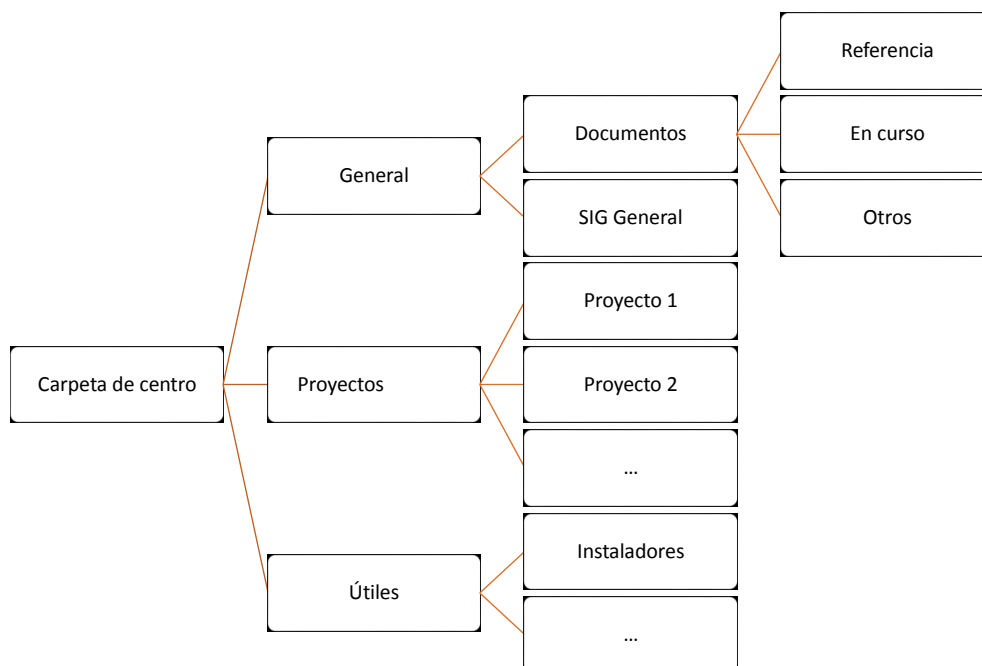 Carpeta de centro
General
Documentos
Referencia
En curso
Otros
SIG General
Proyectos
Proyecto 1
Proyecto 2
...
Útiles
Instaladores
...